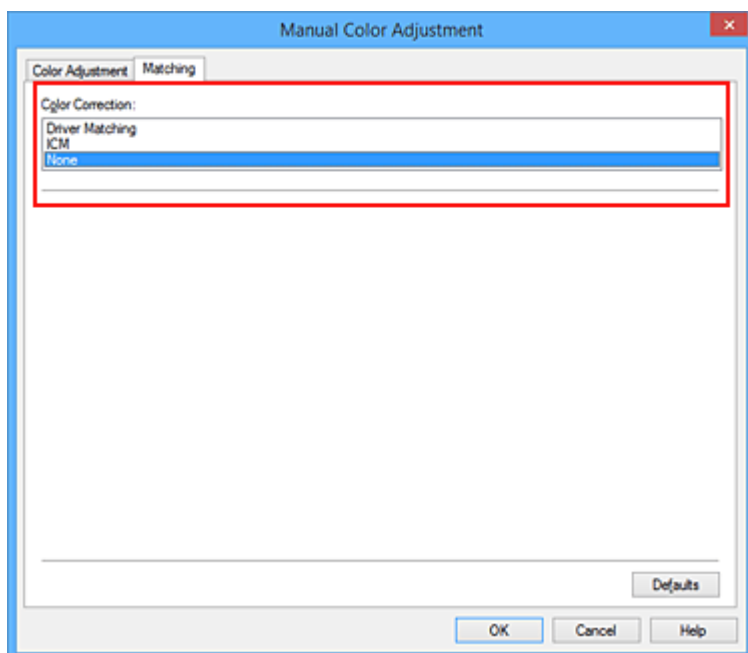 Manual Color Adjustment
Color Adjustment
Matching
Color Correction:
Driver Matching
ICM
None
Defaults
OK
Cancel
Help